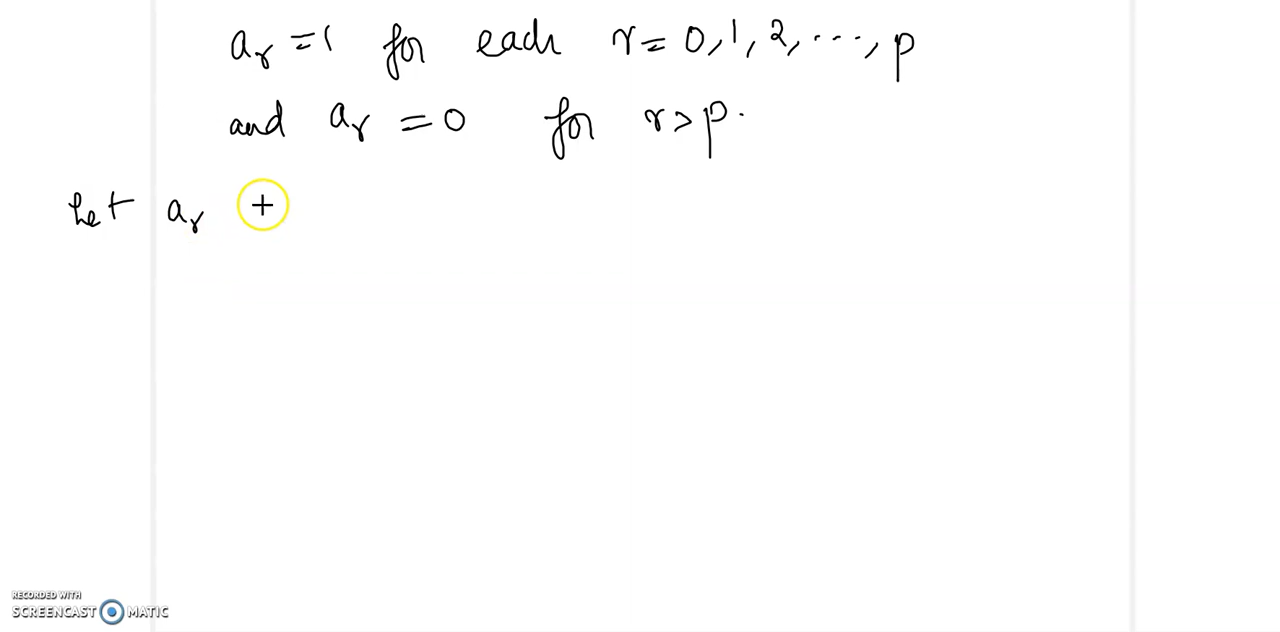 a_r = 1 for each r = 0, 1, 2, ..., p
and a_r = 0 for r > p.
Let a_r
RECORDED WITH
SCREENCAST MATIC